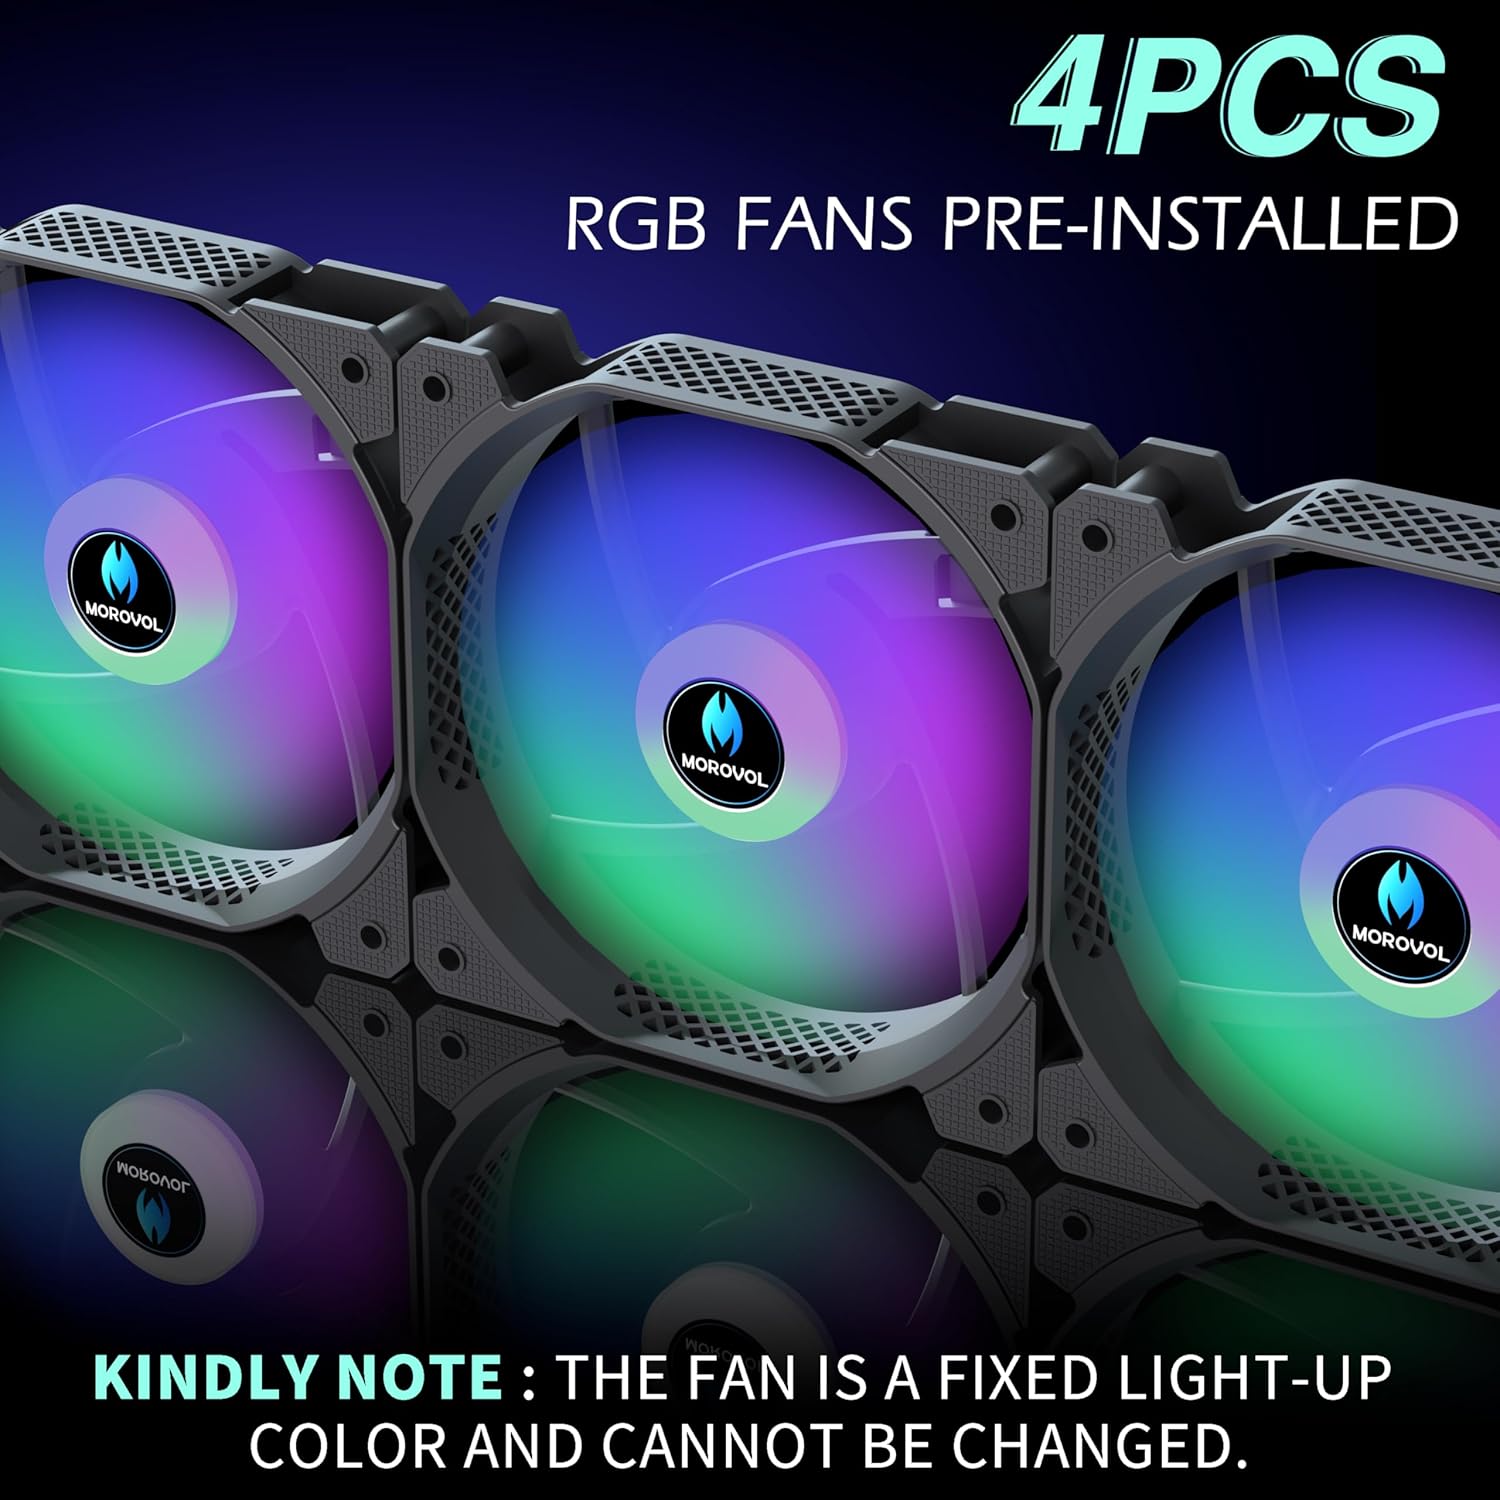 4PCS
RGB FANS PRE-INSTALLED
MOROVOL
MOROVOL
MOROVOL
MOROVOL
KINDLY NOTE : THE FAN IS A FIXED LIGHT-UP
COLOR AND CANNOT BE CHANGED.